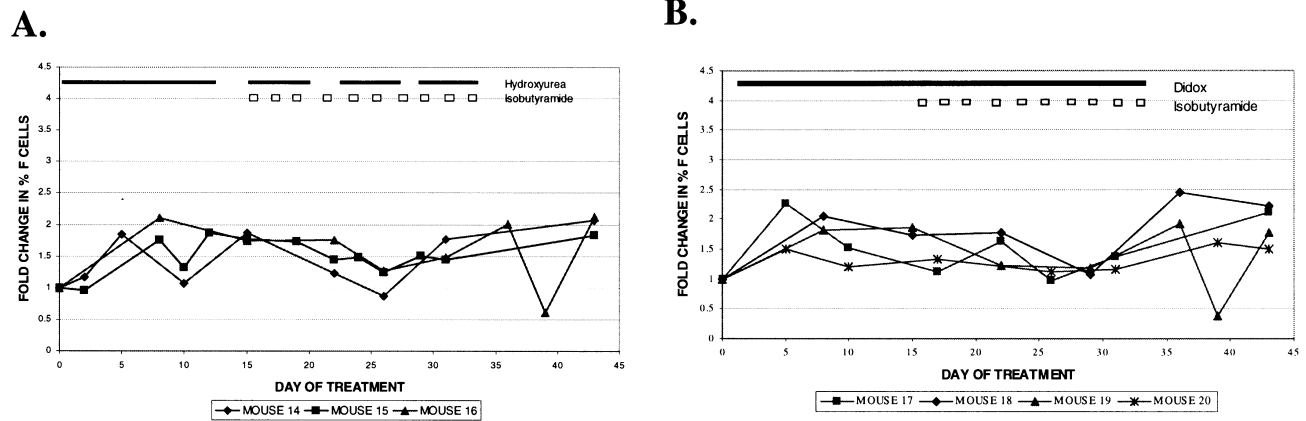 A.
4.5
4
3.5
3
2.5
2
1.5
1
0.5
0
FOLD CHANGE IN % F CELLS
Hydroxyurea
Isobutyramide
0 5 10 15 20 25 30 35 40 45
DAY OF TREATMENT
MOUSE 14 MOUSE 15 MOUSE 16
B.
4.5
4
3.5
3
2.5
2
1.5
1
0.5
0
FOLD CHANGE IN % F CELLS
Didox
Isobutyramide
0 5 10 15 20 25 30 35 40 45
DAY OF TREATMENT
MOUSE 17 MOUSE 18 MOUSE 19 MOUSE 20